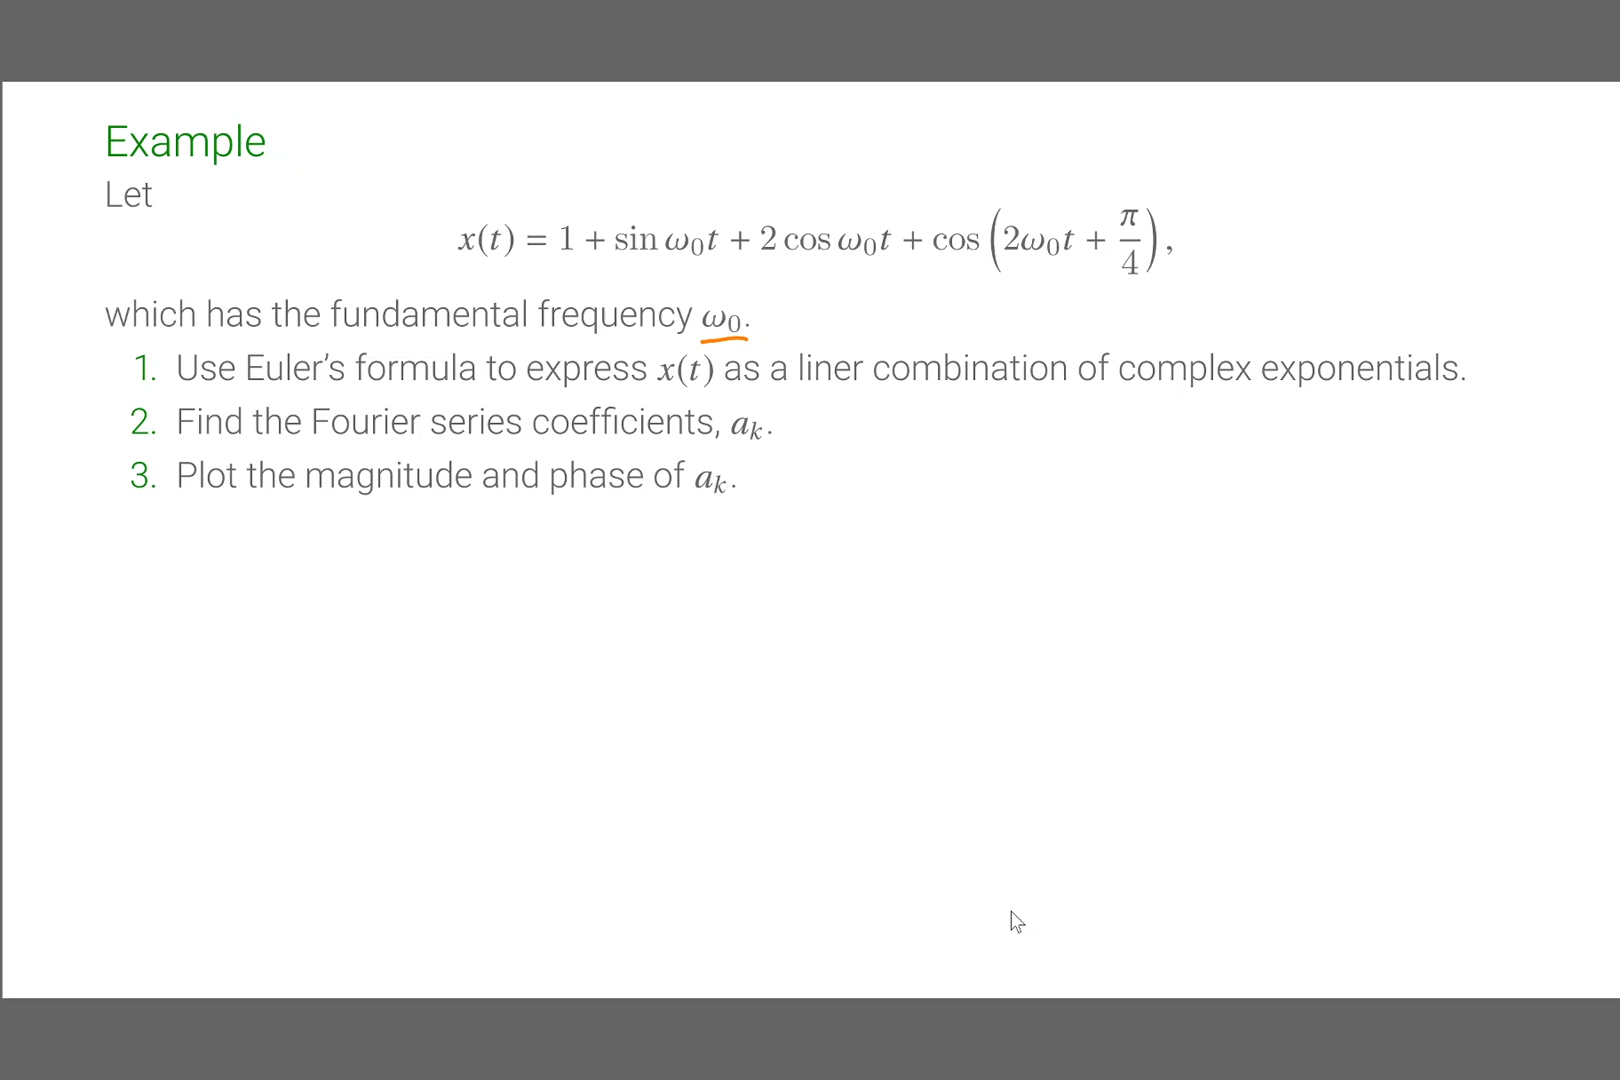 Example
Let
x(t) = 1 + sin ω₀t + 2 cos ω₀t + cos (2ω₀t + π/4),
which has the fundamental frequency ω₀.
1. Use Euler’s formula to express x(t) as a liner combination of complex exponentials.
2. Find the Fourier series coefficients, aₖ.
3. Plot the magnitude and phase of aₖ.